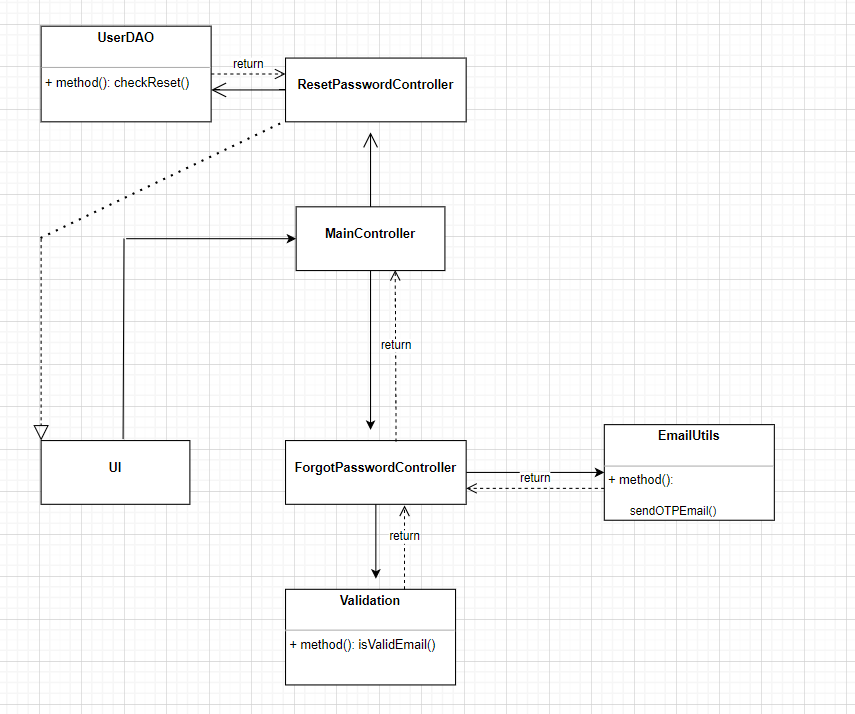 UserDAO
+ method(): checkReset()
return
ResetPasswordController
MainController
return
UI
ForgotPasswordController
return
EmailUtils
+ method():
sendOTPEmail()
return
Validation
+ method(): isValidEmail()